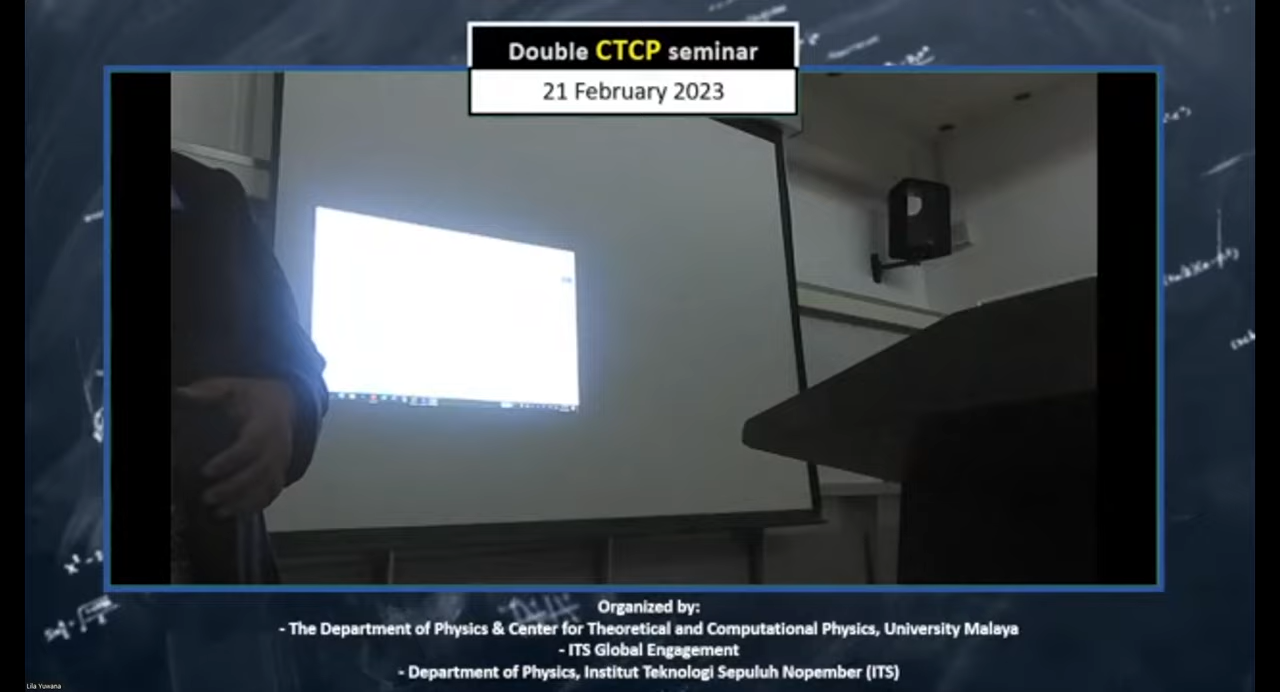 Double CTCP seminar
21 February 2023
Organized by:
- The Department of Physics & Center for Theoretical and Computational Physics, University Malaya
- ITS Global Engagement
- Department of Physics, Institut Teknologi Sepuluh Nopember (ITS)
Lila Yuwana